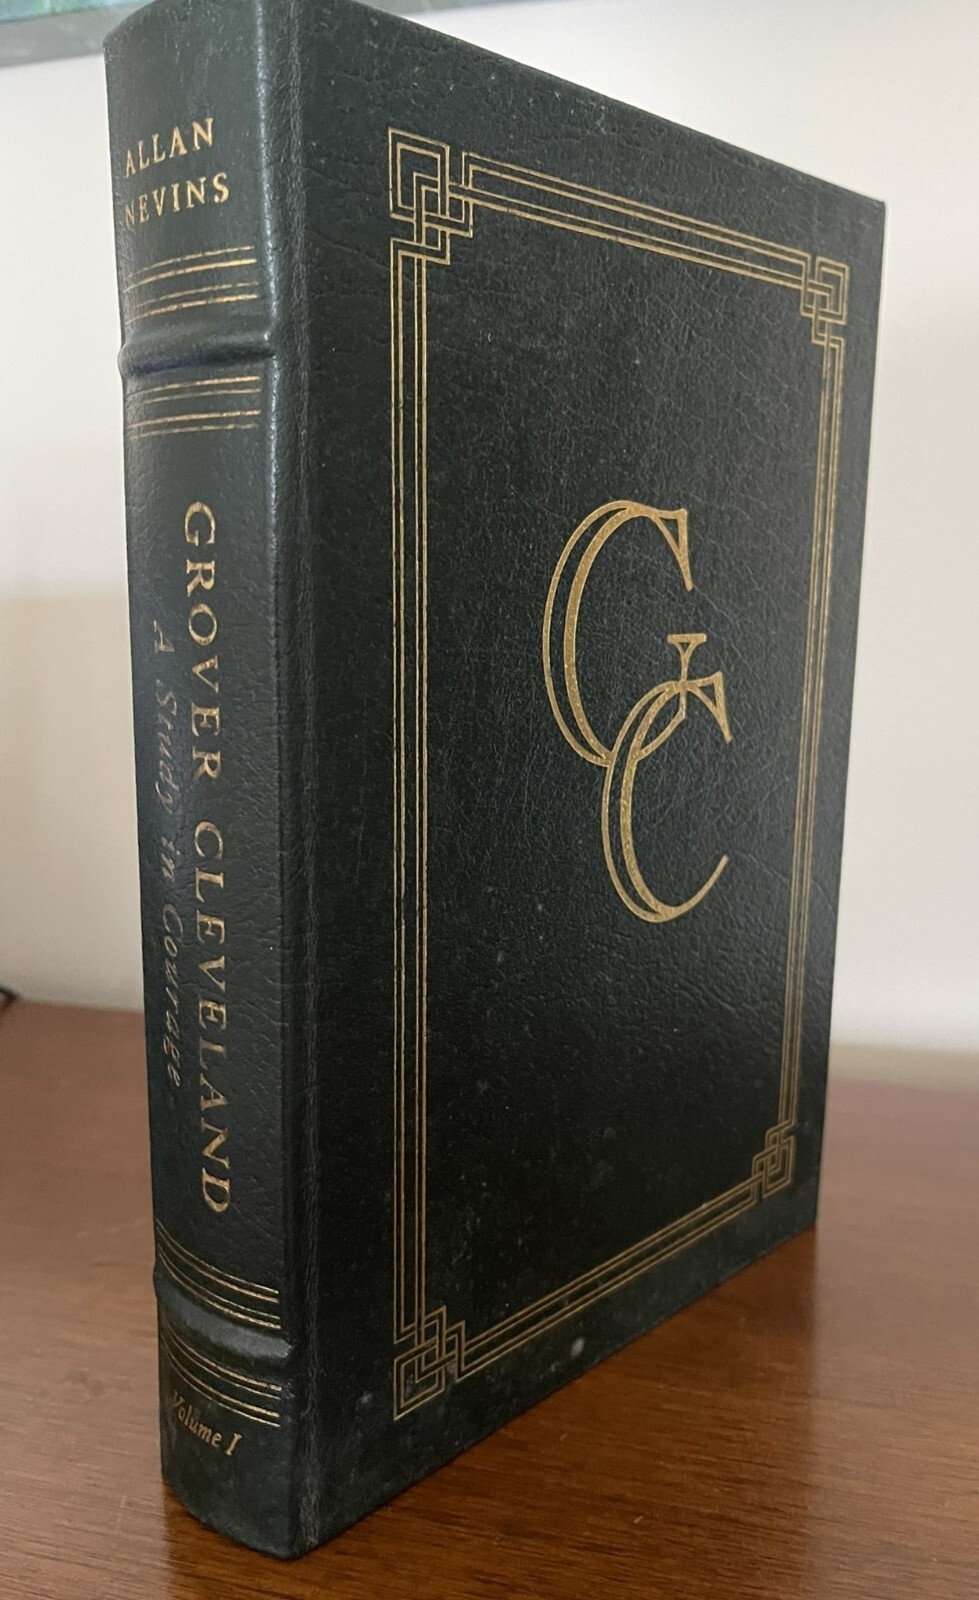 ALLAN
NEVINS
GROVER CLEVELAND
A Study in Courage
Volume I
GC